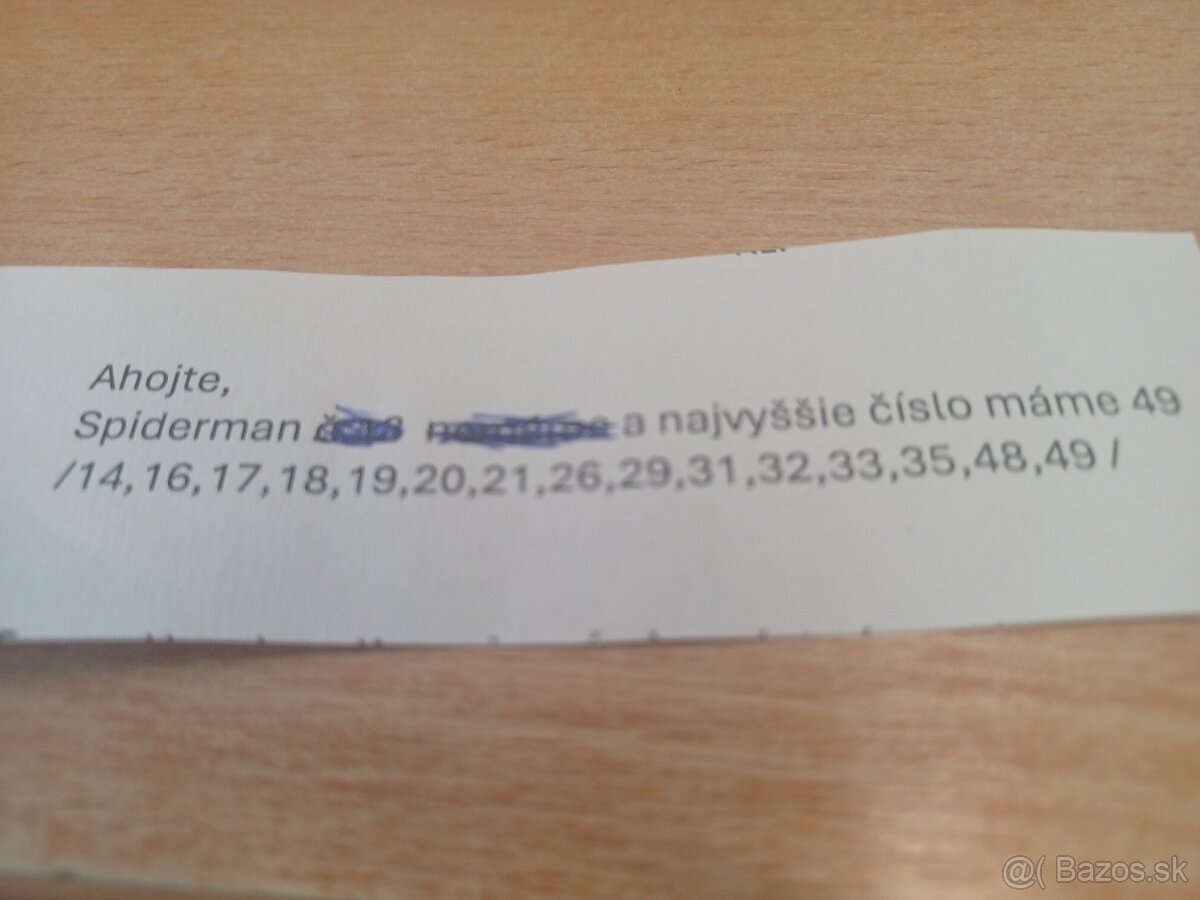 Ahojte,
Spiderman a najvyššie číslo máme 49
/14,16,17,18,19,20,21,26,29,31,32,33,35,48,49 /
@( Bazos.sk